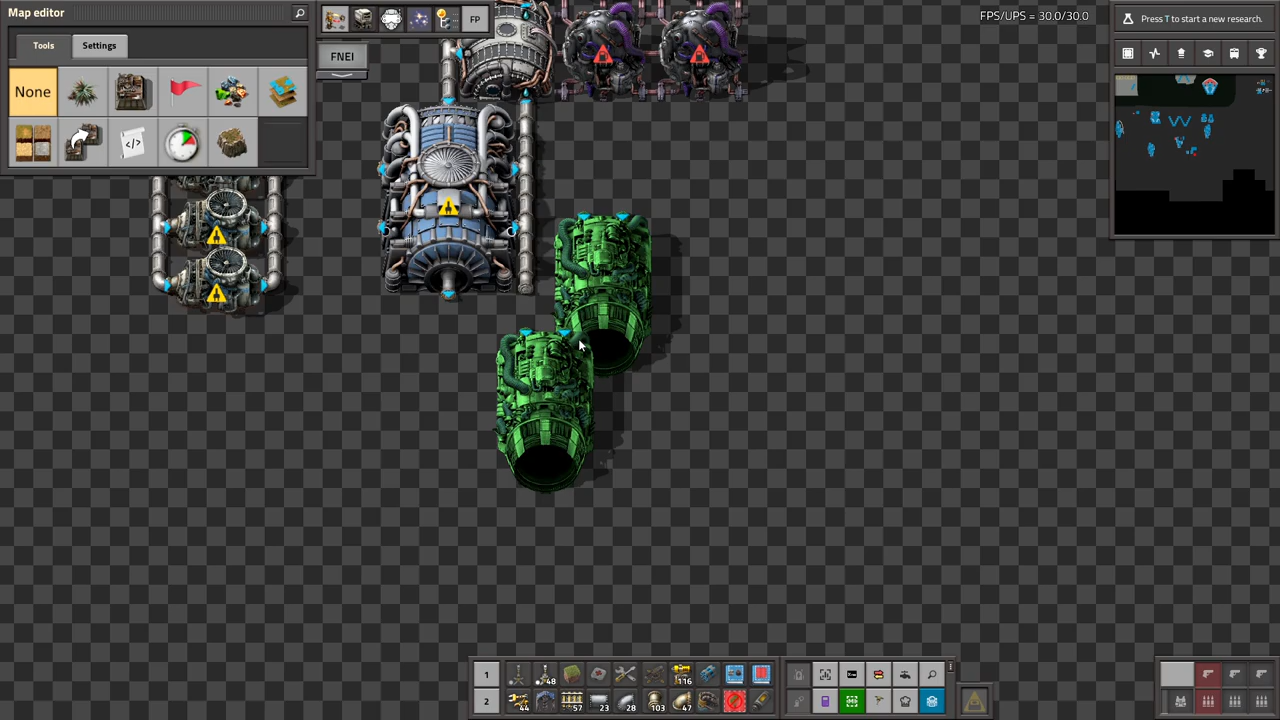 Map editor
FP
FPS/UPS = 30.0/30.0
Press T to start a new research.
Tools
Settings
FNEI
None
</>
1
48
116
2
44
57
23
28
103
47